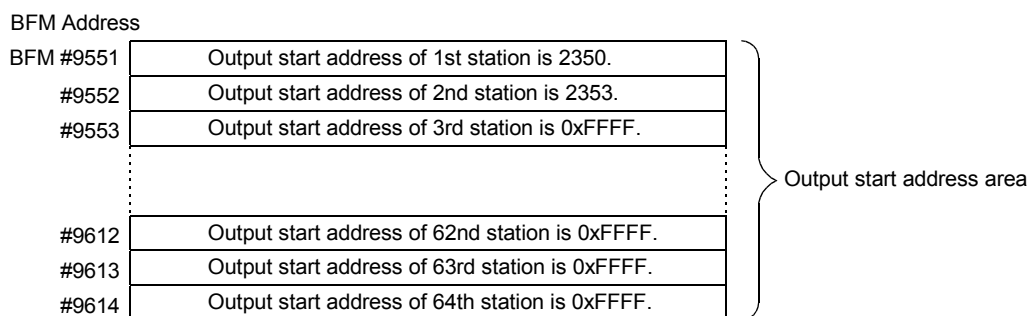 BFM Address
BFM #9551 Output start address of 1st station is 2350.
#9552 Output start address of 2nd station is 2353.
#9553 Output start address of 3rd station is 0xFFFF.
Output start address area
#9612 Output start address of 62nd station is 0xFFFF.
#9613 Output start address of 63rd station is 0xFFFF.
#9614 Output start address of 64th station is 0xFFFF.